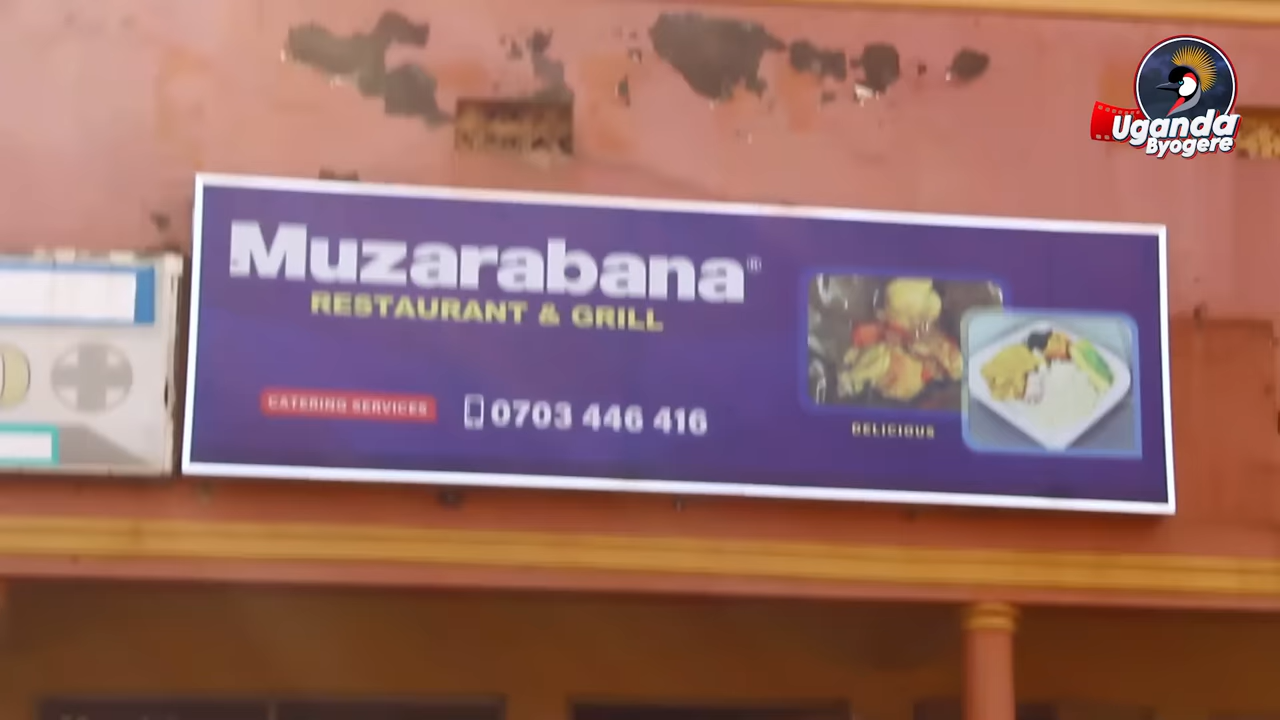 Uganda
Byogere
Muzarabana®
RESTAURANT & GRILL
CATERING SERVICES
0703 446 416
DELICIOUS